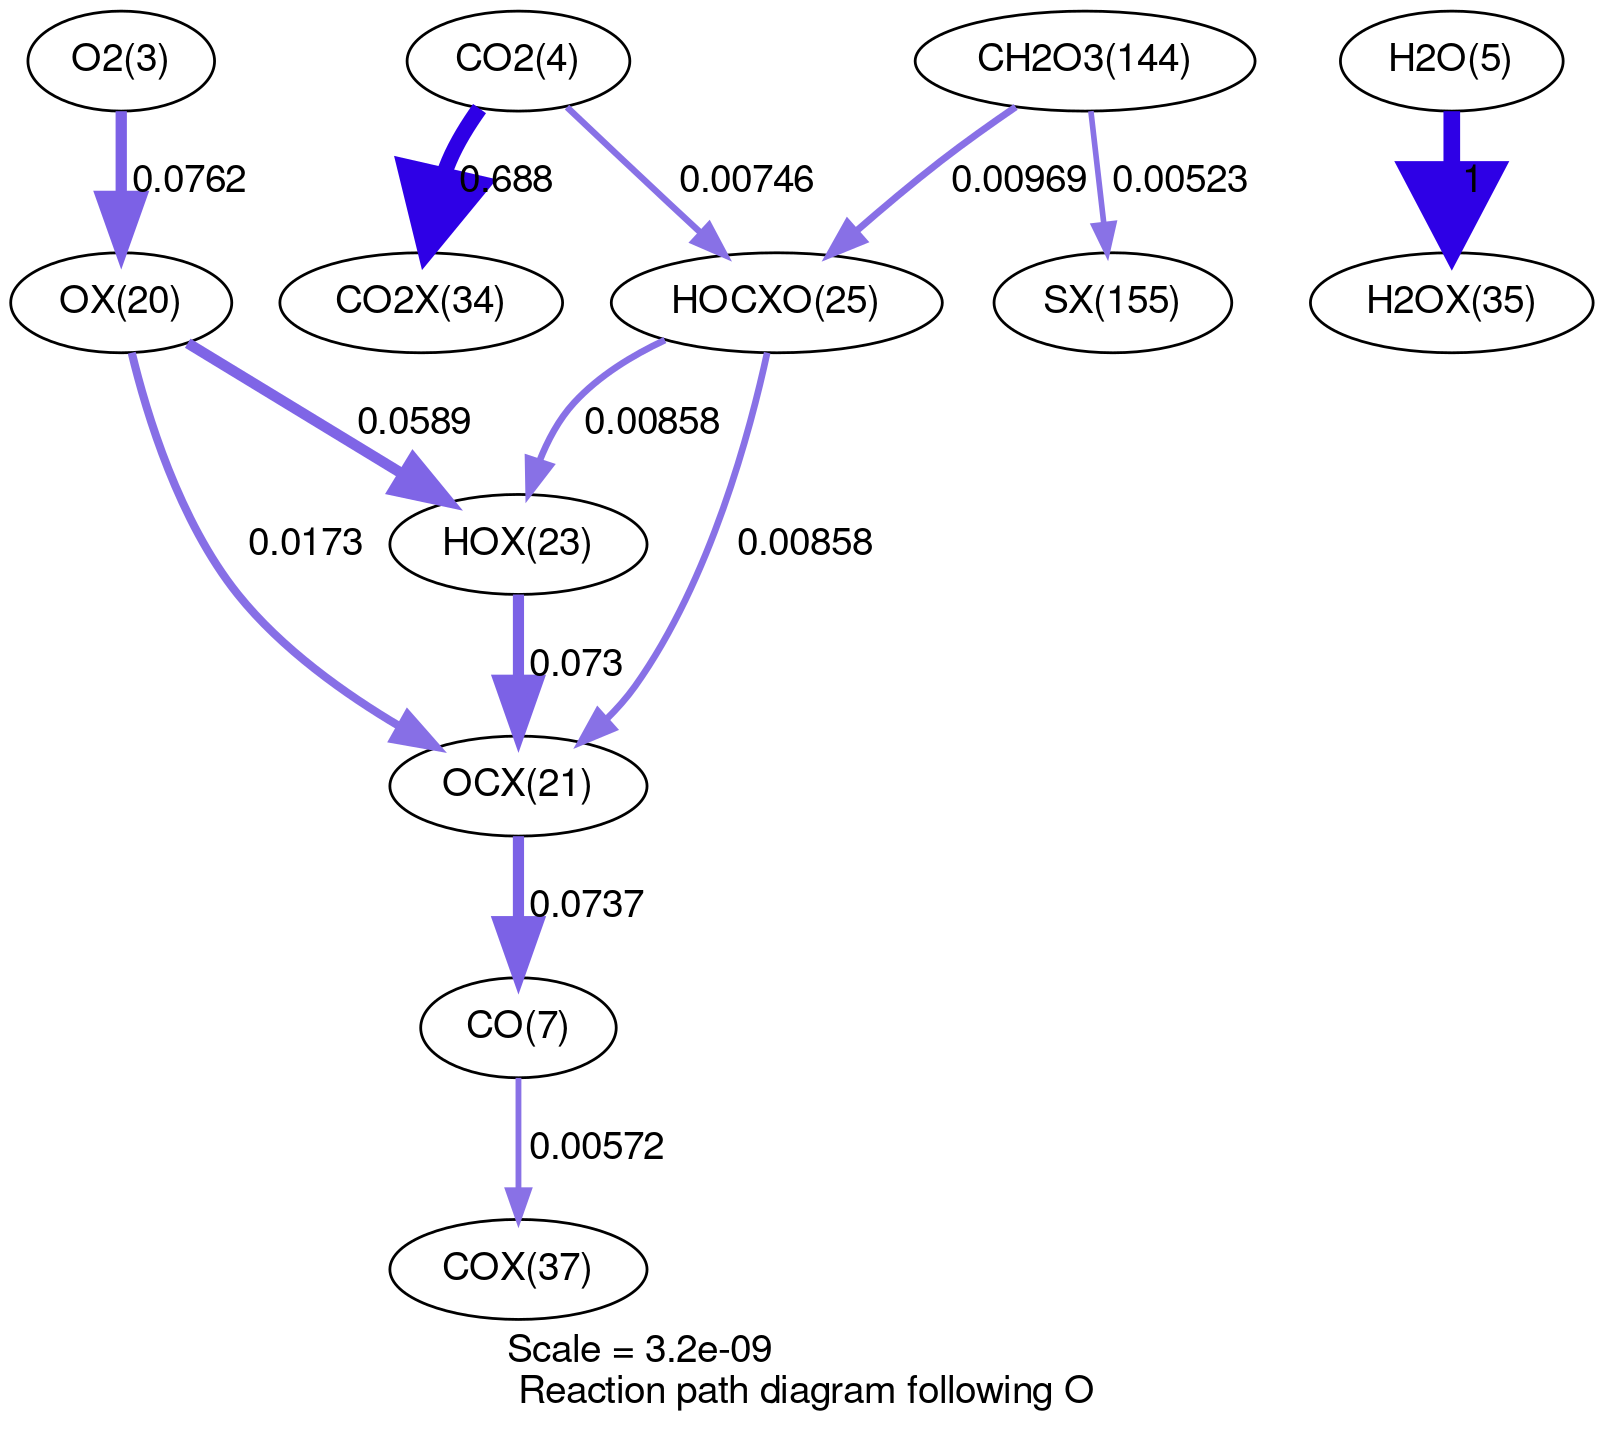 O2(3)
CO2(4)
CH2O3(144)
H2O(5)
0.0762
0.688
0.00746
0.00969
0.00523
1
OX(20)
CO2X(34)
HOCXO(25)
SX(155)
H2OX(35)
0.0589
0.00858
0.0173
HOX(23)
0.00858
0.073
OCX(21)
0.0737
CO(7)
0.00572
COX(37)
Scale = 3.2e-09
Reaction path diagram following O